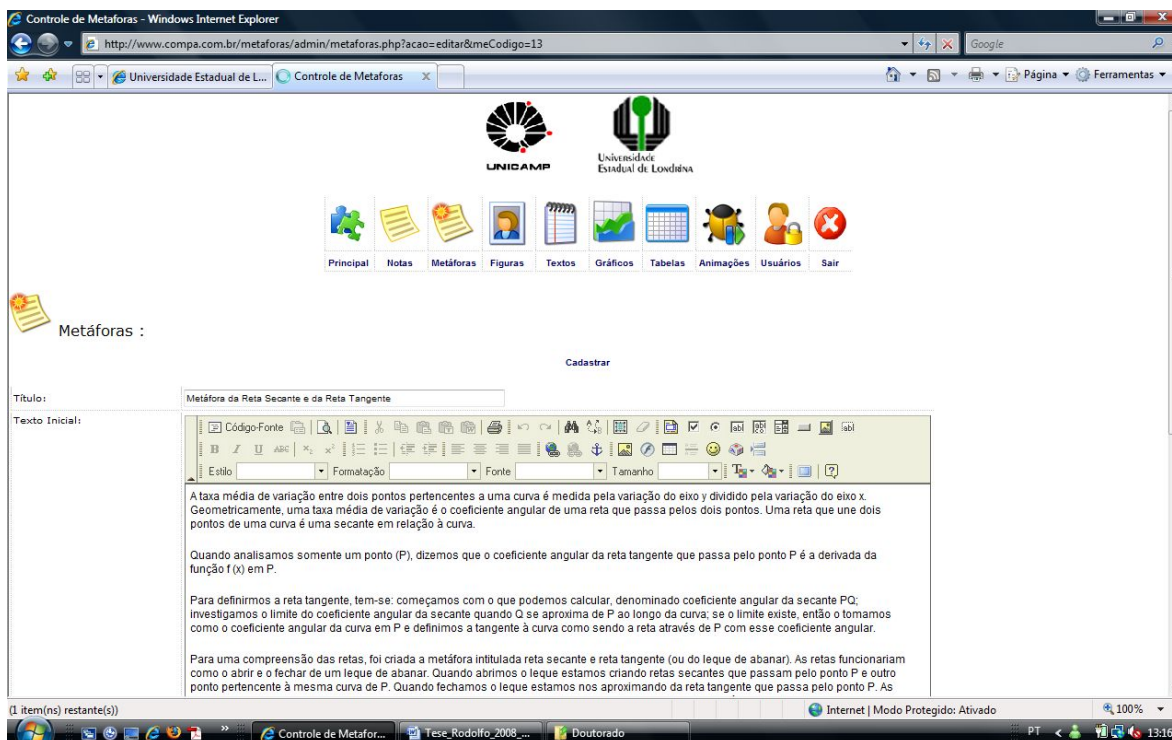 Controle de Metaforas - Windows Internet Explorer
http://www.compa.com.br/metaforas/admin/metaforas.php?acao=editar&meCodigo=13
Google
Universidade Estadual de L...
Controle de Metaforas
Página
Ferramentas
UNICAMP
Universidade
Estadual de Londrina
Principal Notas Metáforas Figuras Textos Gráficos Tabelas Animações Usuários Sair
Metáforas :
Cadastrar
Título:
Metáfora da Reta Secante e da Reta Tangente
Texto Inicial:
Código-Fonte
B I U ABC x₂ x²
Estilo Formatação Fonte Tamanho
A taxa média de variação entre dois pontos pertencentes a uma curva é medida pela variação do eixo y dividido pela variação do eixo x.
Geometricamente, uma taxa média de variação é o coeficiente angular de uma reta que passa pelos dois pontos. Uma reta que une dois
pontos de uma curva é uma secante em relação à curva.
Quando analisamos somente um ponto (P), dizemos que o coeficiente angular da reta tangente que passa pelo ponto P é a derivada da
função f (x) em P.
Para definirmos a reta tangente, tem-se: começamos com o que podemos calcular, denominado coeficiente angular da secante PQ;
investigamos o limite do coeficiente angular da secante quando Q se aproxima de P ao longo da curva; se o limite existe, então o tomamos
como o coeficiente angular da curva em P e definimos a tangente à curva como sendo a reta através de P com esse coeficiente angular.
Para uma compreensão das retas, foi criada a metáfora intitulada reta secante e reta tangente (ou do leque de abanar). As retas funcionariam
como o abrir e o fechar de um leque de abanar. Quando abrimos o leque estamos criando retas secantes que passam pelo ponto P e outro
ponto pertencente à mesma curva de P. Quando fechamos o leque estamos nos aproximando da reta tangente que passa pelo ponto P. As
(1 item(ns) restante(s))
Internet | Modo Protegido: Ativado
100%
Controle de Metafor...
Tese_Rodolfo_2008_...
Doutorado
PT
13:16